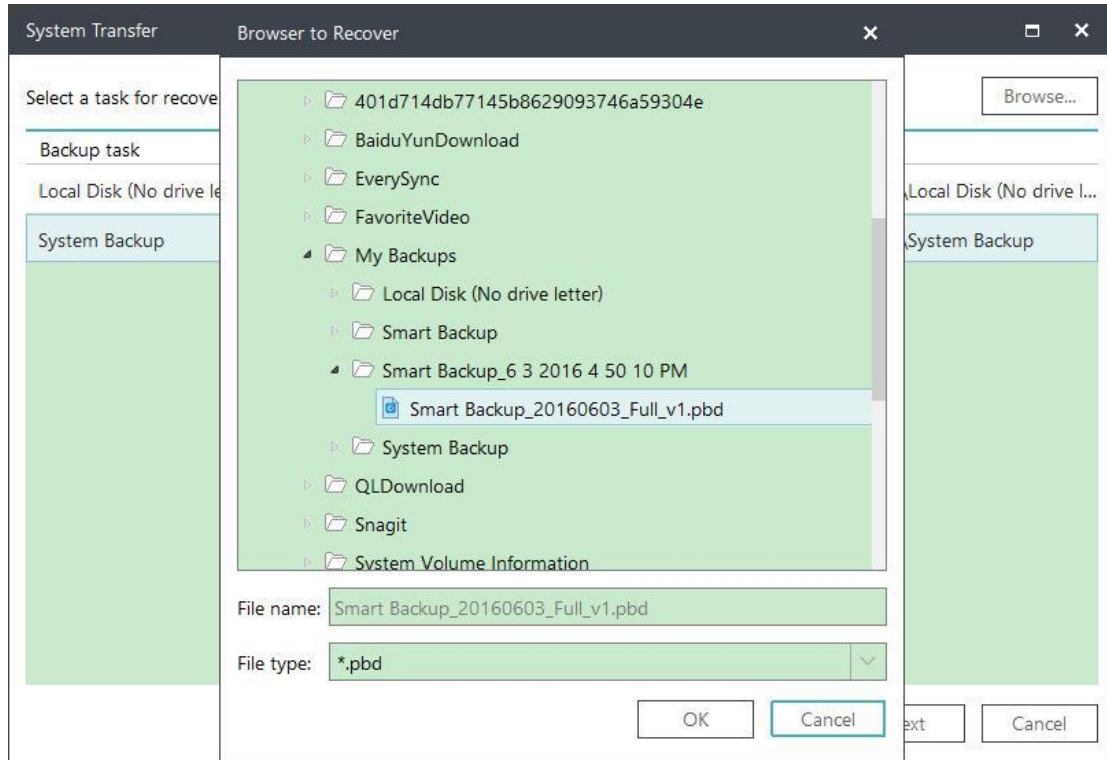 System Transfer
Browser to Recover
Select a task for recove
Browse...
Backup task
Local Disk (No drive le
\Local Disk (No drive l...
System Backup
\System Backup
401d714db77145b8629093746a59304e
BaiduYunDownload
EverySync
FavoriteVideo
My Backups
Local Disk (No drive letter)
Smart Backup
Smart Backup_6 3 2016 4 50 10 PM
Smart Backup_20160603_Full_v1.pbd
System Backup
QLDownload
Snagit
System Volume Information
File name: Smart Backup_20160603_Full_v1.pbd
File type: *.pbd
OK
Cancel
ext
Cancel